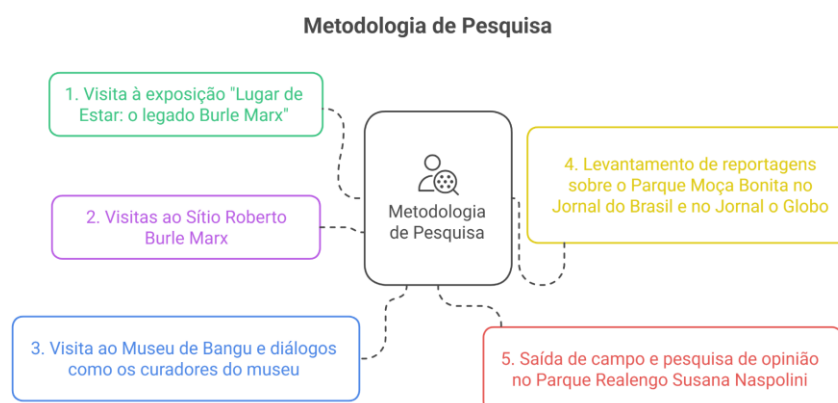 Metodologia de Pesquisa
1. Visita à exposição "Lugar de
Estar: o legado Burle Marx"
2. Visitas ao Sítio Roberto
Burle Marx
3. Visita ao Museu de Bangu e diálogos
como os curadores do museu
Metodologia
de Pesquisa
4. Levantamento de reportagens
sobre o Parque Moça Bonita no
Jornal do Brasil e no Jornal o Globo
5. Saída de campo e pesquisa de opinião
no Parque Realengo Susana Naspolini